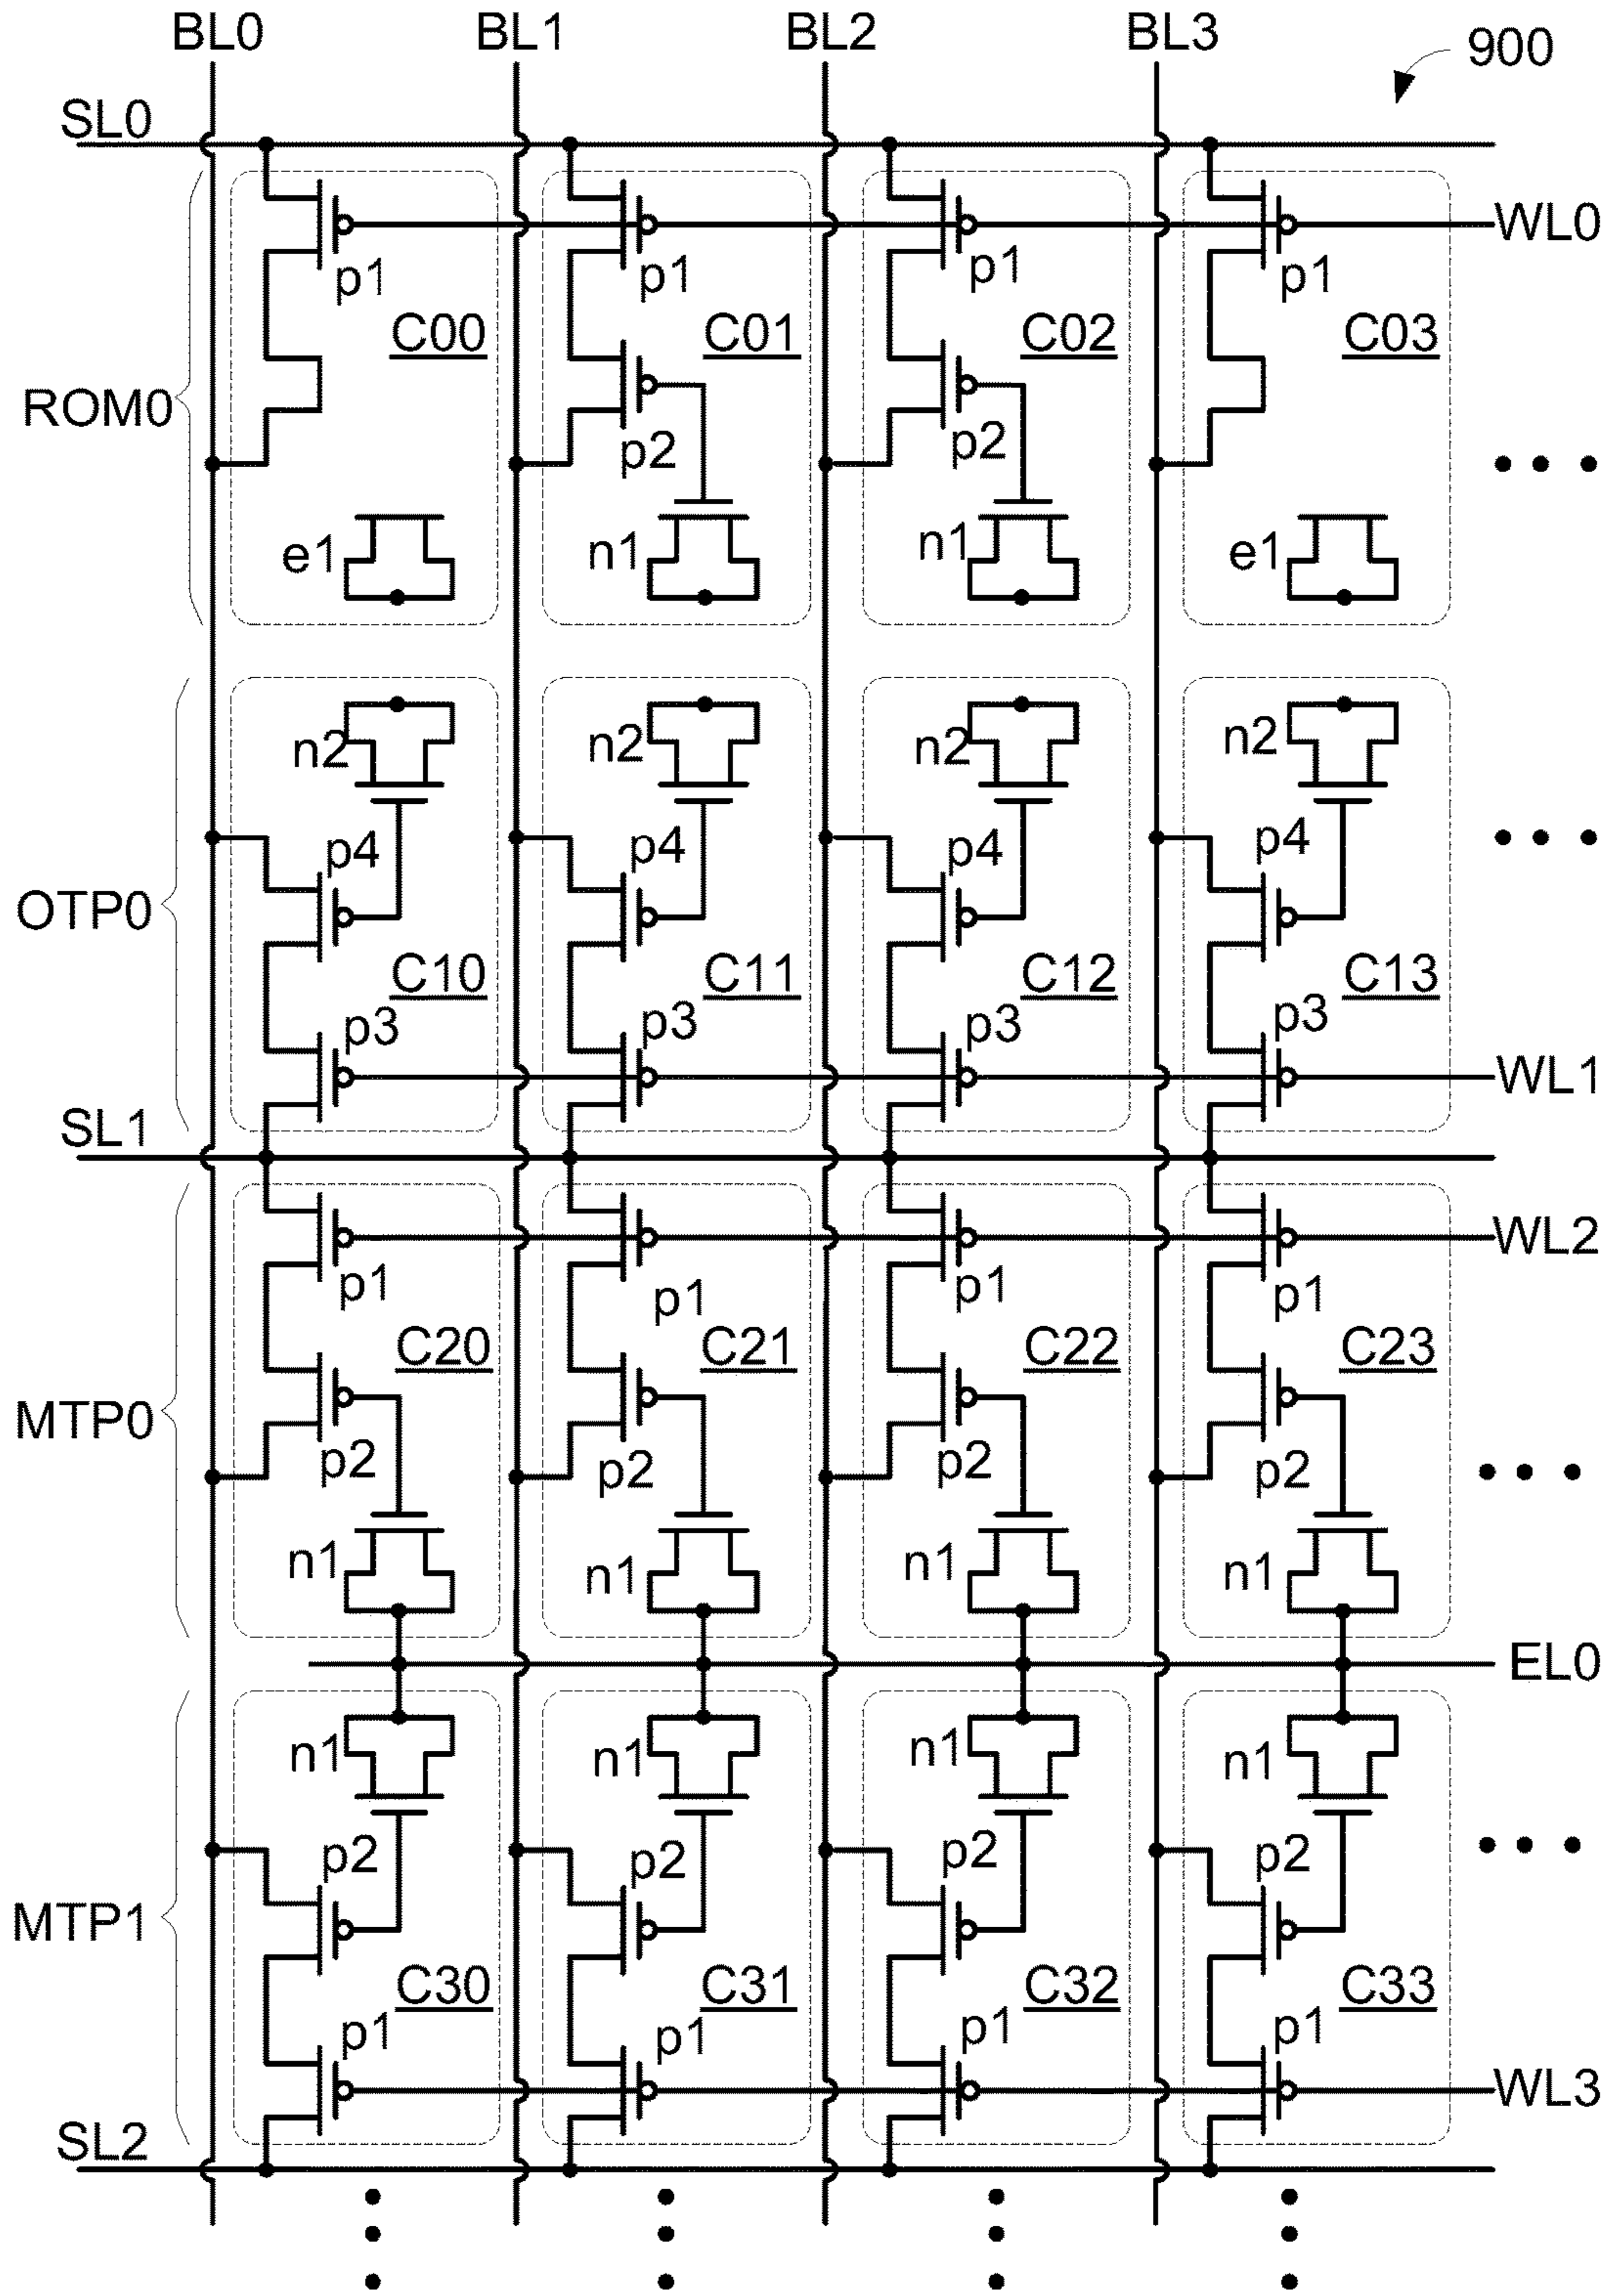 BL0 BL1 BL2 BL3 900
SL0
WL0
p1 p1 p1 p1
C00 C01 C02 C03
ROM0
p2 p2
e1 n1 n1 e1
n2 n2 n2 n2
p4 p4 p4 p4
OTP0
C10 C11 C12 C13
p3 p3 p3 p3
WL1
SL1
WL2
p1 p1 p1 p1
C20 C21 C22 C23
MTP0
p2 p2 p2 p2
n1 n1 n1 n1
EL0
n1 n1 n1 n1
p2 p2 p2 p2
MTP1
C30 C31 C32 C33
p1 p1 p1 p1
WL3
SL2